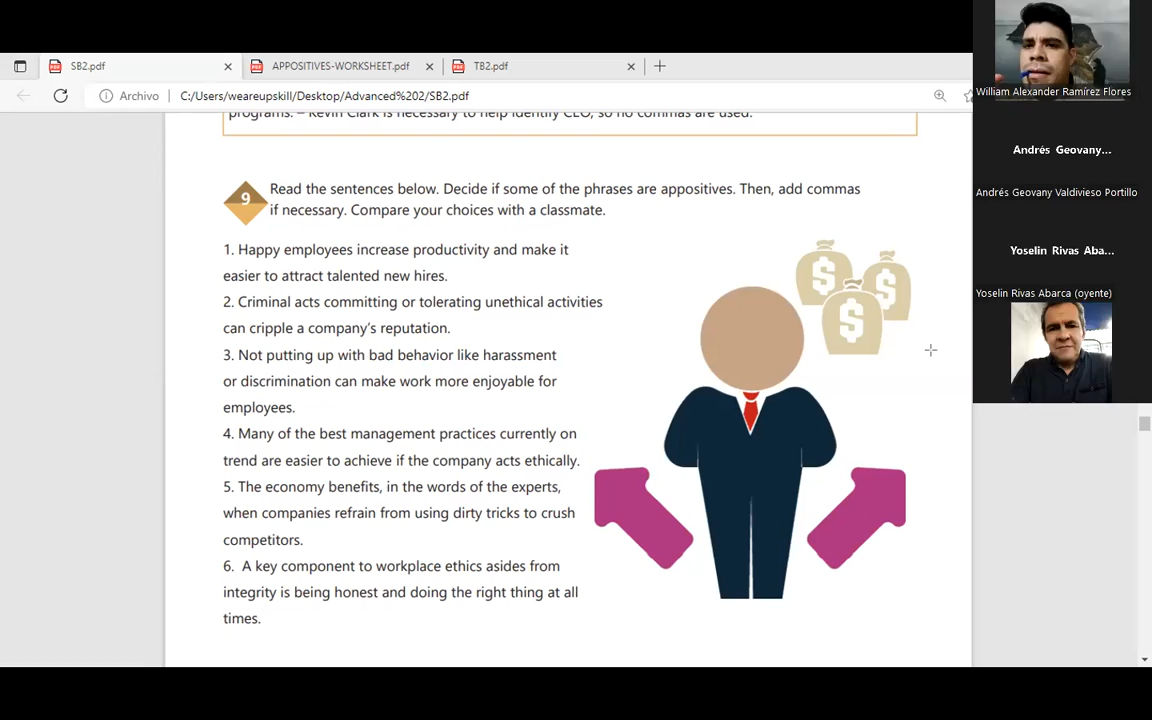 SB2.pdf
APPOSITIVES-WORKSHEET.pdf
TB2.pdf
Archivo
C:/Users/weareupskill/Desktop/Advanced%202/SB2.pdf
programs. – Kevin Clark is necessary to help identify CEO, so no commas are used.
9
Read the sentences below. Decide if some of the phrases are appositives. Then, add commas
if necessary. Compare your choices with a classmate.
1. Happy employees increase productivity and make it
easier to attract talented new hires.
2. Criminal acts committing or tolerating unethical activities
can cripple a company's reputation.
3. Not putting up with bad behavior like harassment
or discrimination can make work more enjoyable for
employees.
4. Many of the best management practices currently on
trend are easier to achieve if the company acts ethically.
5. The economy benefits, in the words of the experts,
when companies refrain from using dirty tricks to crush
competitors.
6. A key component to workplace ethics asides from
integrity is being honest and doing the right thing at all
times.
$
$
$
William Alexander Ramírez Flores
Andrés Geovany...
Andrés Geovany Valdivieso Portillo
Yoselin Rivas Aba...
Yoselin Rivas Abarca (oyente)